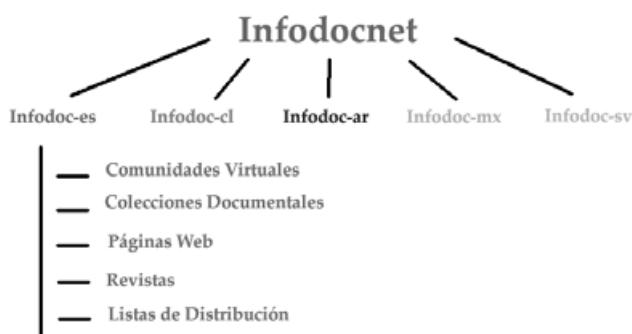 Infodocnet
Infodoc-es Infodoc-cl Infodoc-ar Infodoc-mx Infodoc-sv
Comunidades Virtuales
Colecciones Documentales
Páginas Web
Revistas
Listas de Distribución